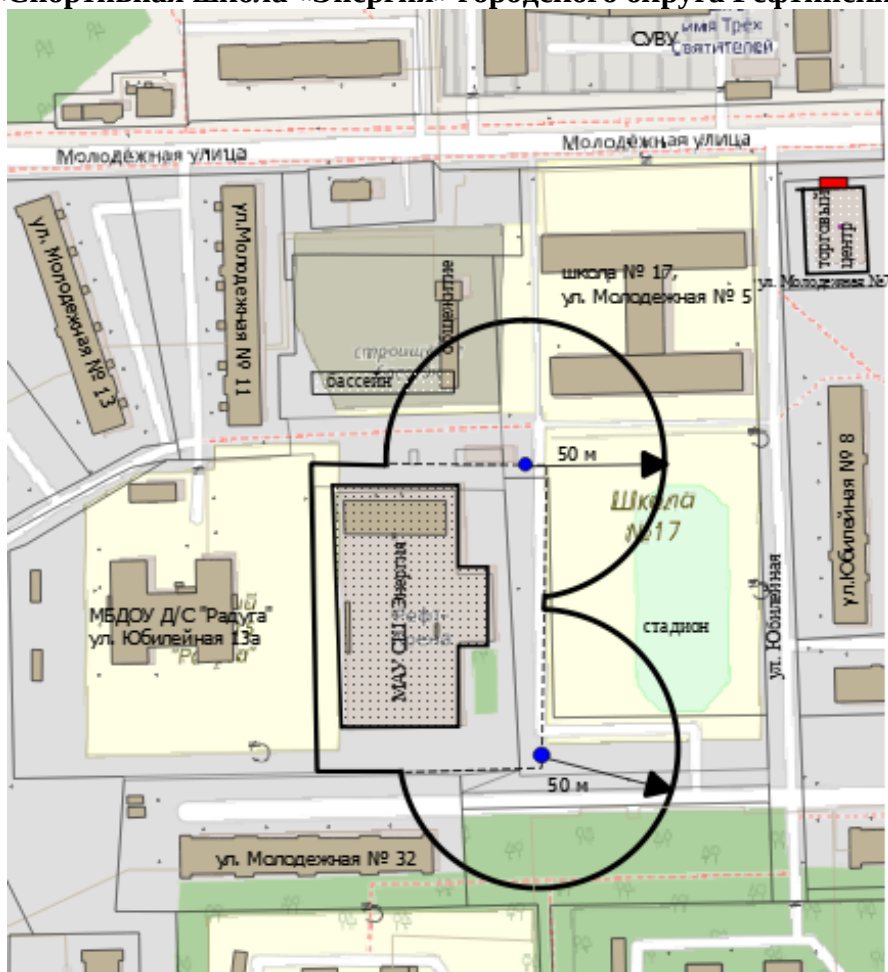 «Спортивная школа «Энергия» городского округа Рефтинский
СУВУ
имя Трёх
Святителей
Молодёжная улица
Молодёжная улица
ул. Молодежная № 13
ул.Молодежная № 11
общежитие
бассейн
школа № 17,
ул. Молодежная № 5
торговый
центр
ул. Молодежная №7
50 м
Школа
№17
стадион
ул. Юбилейная
ул.Юбилейная № 8
МБДОУ Д/С "Радуга"
ул. Юбилейная 13а
МАУ СШ "Энергия"
50 м
ул. Молодежная № 32